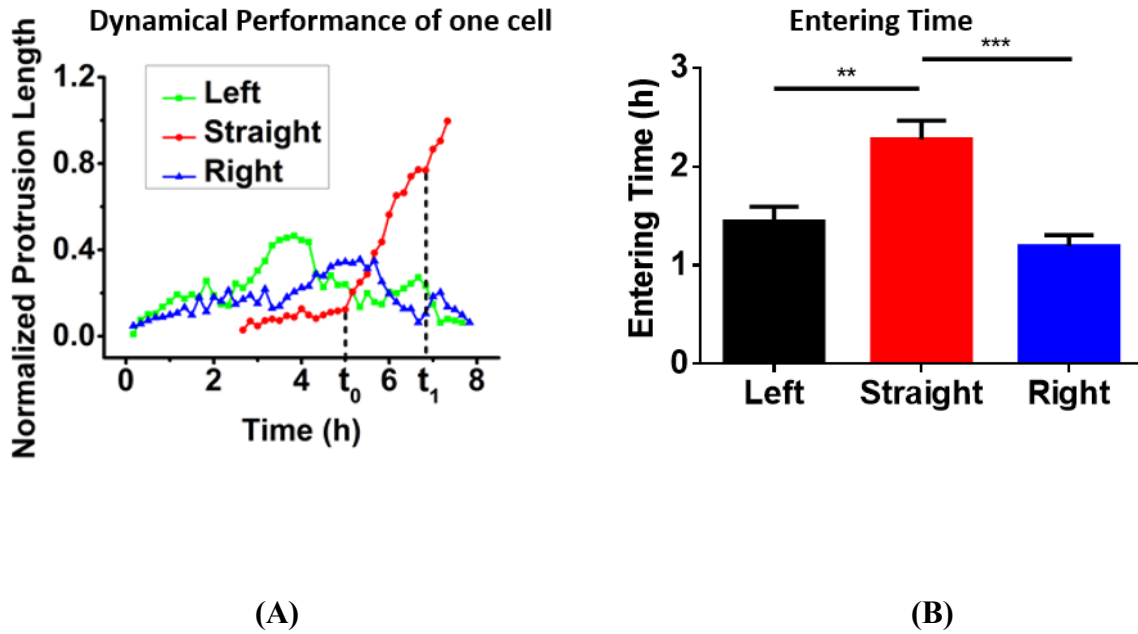 Dynamical Performance of one cell
Normalized Protrusion Length
1.2
0.8
0.4
0.0
Left
Straight
Right
0 2 4 t0 6 t1 8
Time (h)
Entering Time
** ***
Entering Time (h)
3
2
1
0
Left Straight Right
(A) (B)